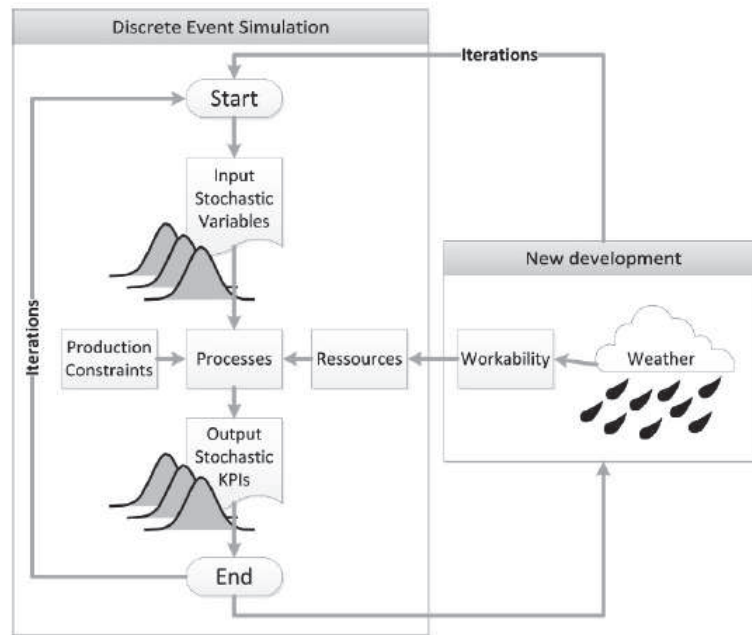 Discrete Event Simulation
Iterations
Start
Input
Stochastic
Variables
New development
Iterations
Production
Constraints
Processes
Ressources
Workability
Weather
Output
Stochastic
KPIs
End